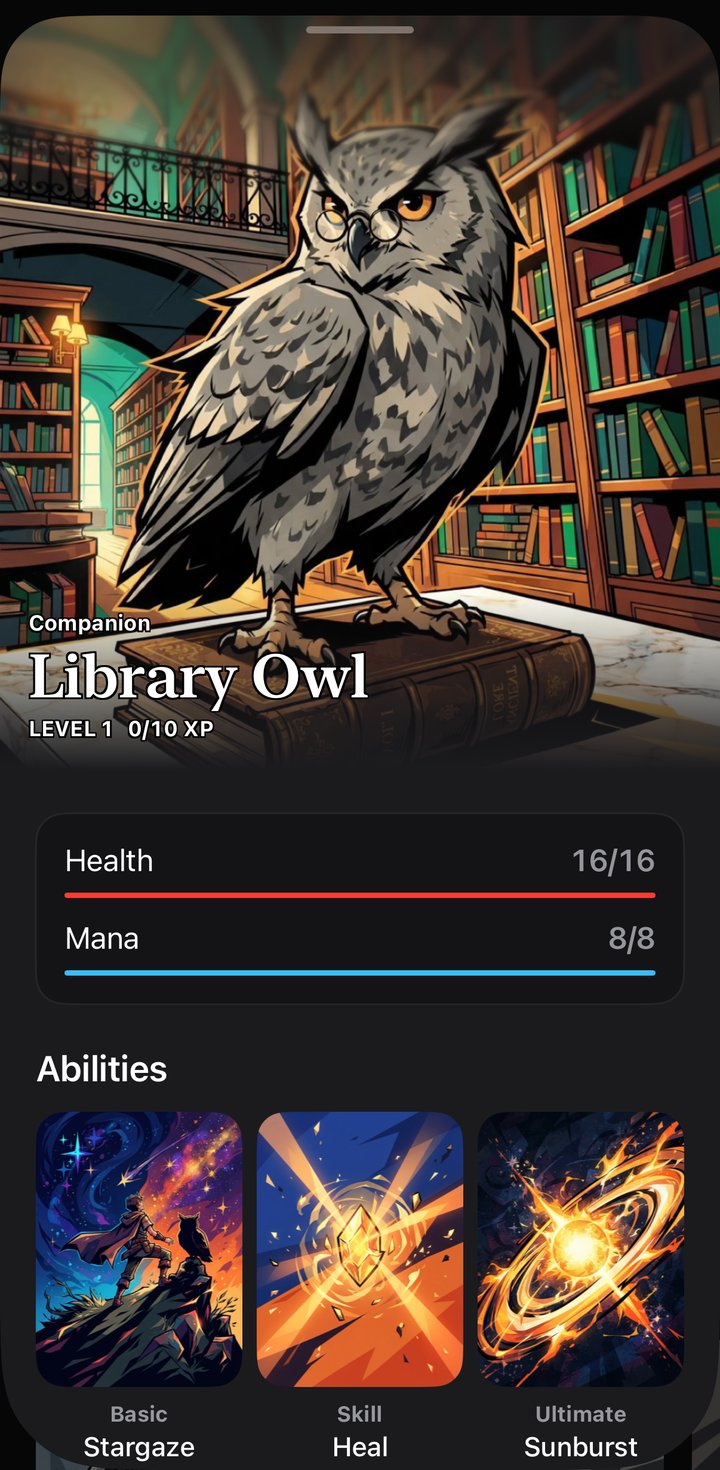 Companion
Library Owl
LEVEL 1 0/10 XP
Health 16/16
Mana 8/8
Abilities
Basic Skill Ultimate
Stargaze Heal Sunburst